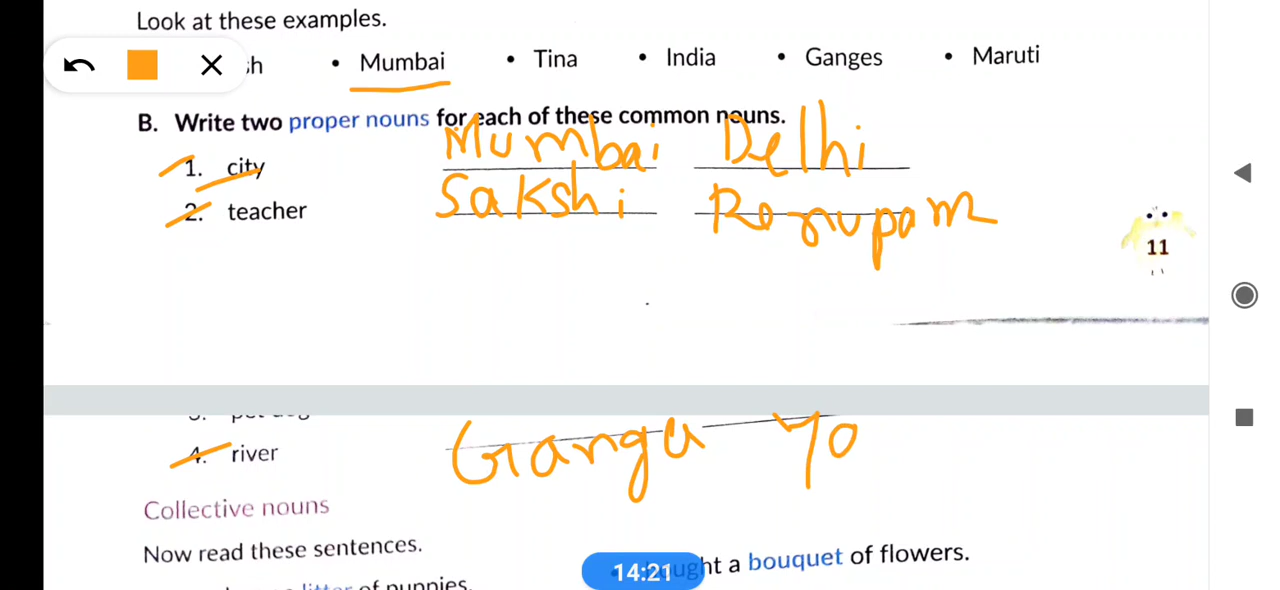 Look at these examples.
• Mumbai • Tina • India • Ganges • Maruti
B. Write two proper nouns for each of these common nouns.
1. city Mumbai Delhi
2. teacher Sakshi Renupam
11
4. river Ganga Yo
Collective nouns
Now read these sentences.
a bouquet of flowers.
14:21
of puppies.